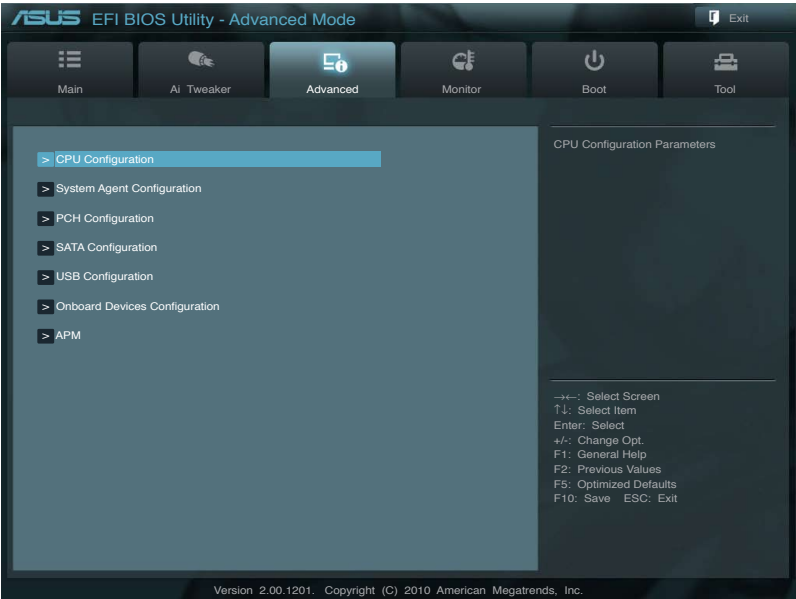 ASUS EFI BIOS Utility - Advanced Mode
Exit
Main
Ai Tweaker
Advanced
Monitor
Boot
Tool
> CPU Configuration
> System Agent Configuration
> PCH Configuration
> SATA Configuration
> USB Configuration
> Onboard Devices Configuration
> APM
CPU Configuration Parameters
→←: Select Screen
↑↓: Select Item
Enter: Select
+/-: Change Opt.
F1: General Help
F2: Previous Values
F5: Optimized Defaults
F10: Save ESC: Exit
Version 2.00.1201. Copyright (C) 2010 American Megatrends, Inc.